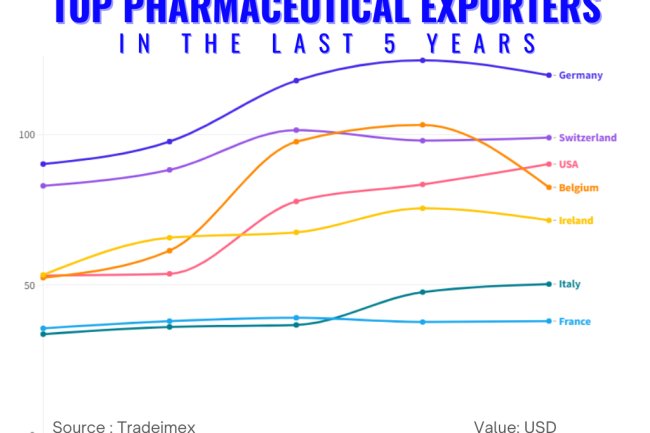 TOP PHARMACEUTICAL EXPORTERS
IN THE LAST 5 YEARS
Germany
100
Switzerland
USA
Belgium
Ireland
50
Italy
France
Source : Tradeimex
Value: USD